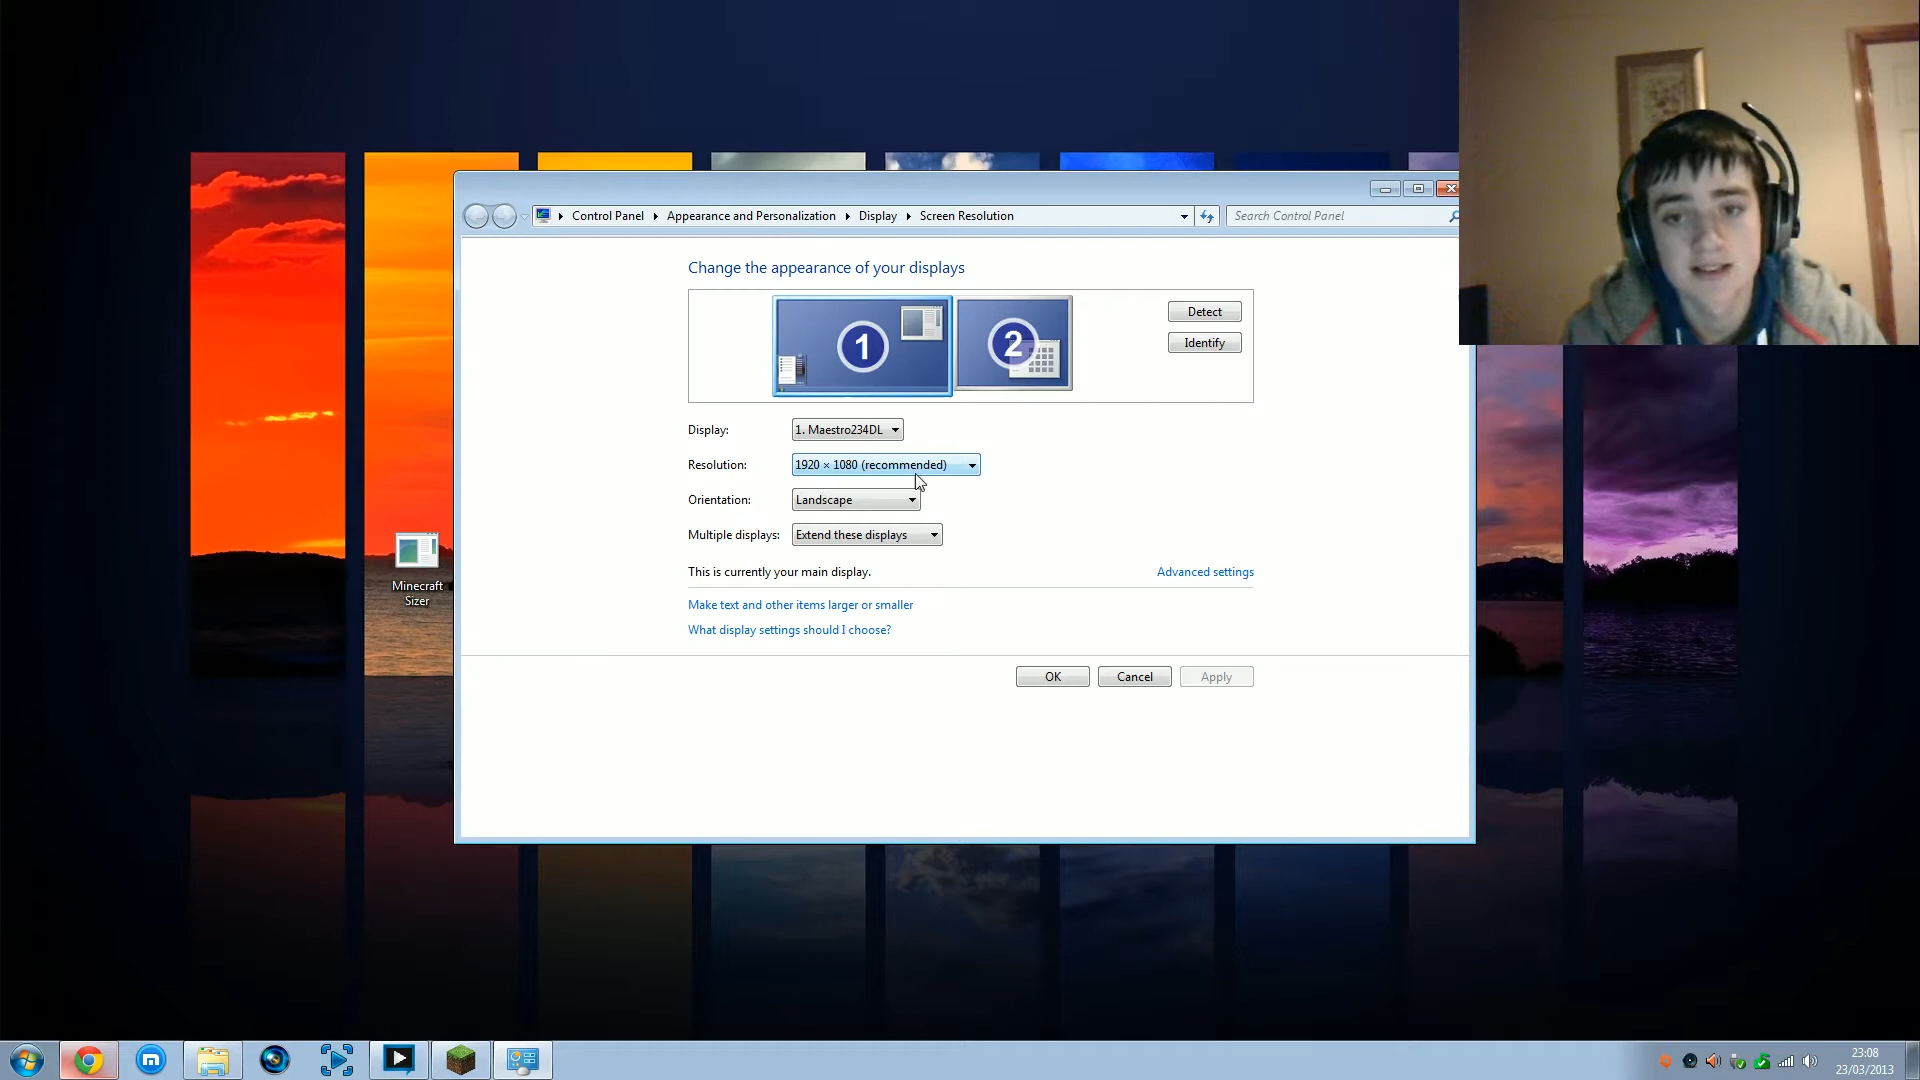 Control Panel Appearance and Personalization Display Screen Resolution
Search Control Panel
Change the appearance of your displays
1
2
Detect
Identify
Display: 1. Maestro234DL
Resolution: 1920 × 1080 (recommended)
Orientation: Landscape
Multiple displays: Extend these displays
This is currently your main display.
Advanced settings
Make text and other items larger or smaller
What display settings should I choose?
OK Cancel Apply
Minecraft
Sizer
23:08
23/03/2013